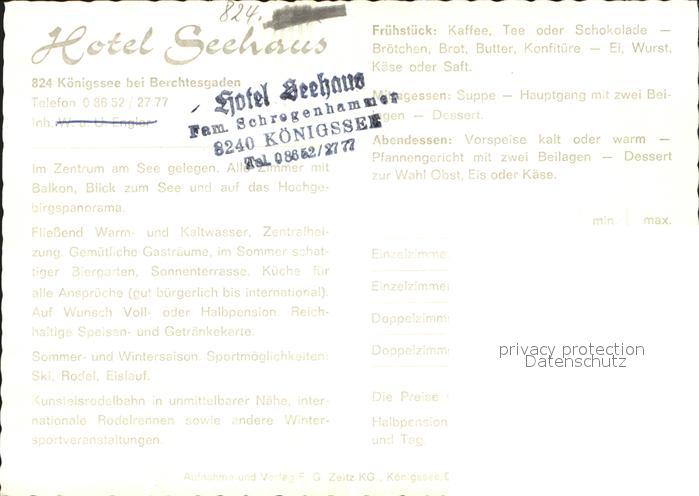 824.
Hotel Seehaus
824 Königssee bei Berchtesgaden
Telefon 0 86 52 / 27 77
Inh. W. u. U. Engler
Hotel Seehaus
Fam. Schregenhammer
8240 KÖNIGSSEE
Tel. 08652/2777
Im Zentrum am See gelegen. Alle Zimmer mit
Balkon, Blick zum See und auf das Hochge-
birgspanorama.
Fließend Warm- und Kaltwasser, Zentralhei-
zung. Gemütliche Gasträume, im Sommer schat-
tiger Biergarten, Sonnenterrasse. Küche für
alle Ansprüche (gut bürgerlich bis international).
Auf Wunsch Voll- oder Halbpension. Reich-
haltige Speisen- und Getränkekarte.
Sommer- und Wintersaison. Sportmöglichkeiten:
Ski, Rodel, Eislauf.
Kunsteisrodelbahn in unmittelbarer Nähe, inter-
nationale Rodelrennen sowie andere Winter-
sportveranstaltungen.
Frühstück: Kaffee, Tee oder Schokolade —
Brötchen, Brot, Butter, Konfitüre — Ei, Wurst,
Käse oder Saft.
Mittagessen: Suppe — Hauptgang mit zwei Bei-
lagen — Dessert.
Abendessen: Vorspeise kalt oder warm —
Pfannengericht mit zwei Beilagen — Dessert
zur Wahl Obst, Eis oder Käse.
min. max.
Einzelzimme
Einzelzimme
Doppelzimm
Doppelzimm
Die Preise
Halbpension
und Tag.
privacy protection
Datenschutz
Aufnahme und Verlag F. G. Zeitz KG., Königssee